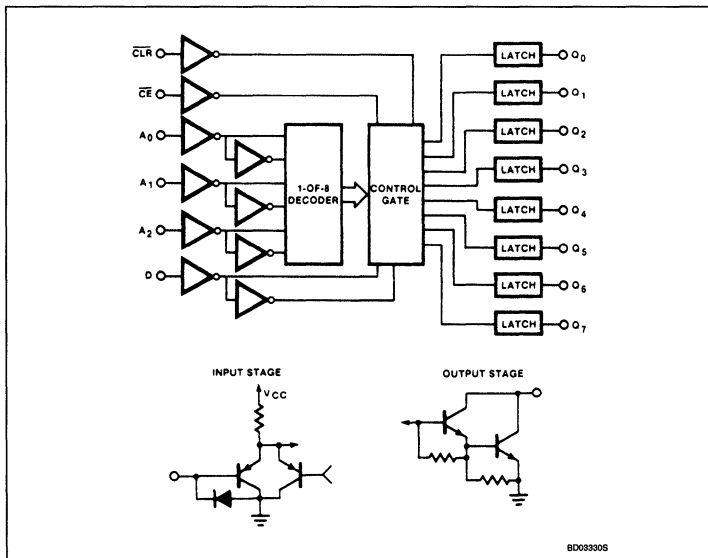 CLR
LATCH
Q0
CE
LATCH
Q1
A0
LATCH
Q2
1-OF-8
DECODER
CONTROL
GATE
LATCH
Q3
A1
LATCH
Q4
A2
LATCH
Q5
D
LATCH
Q6
LATCH
Q7
INPUT STAGE
VCC
OUTPUT STAGE
BD03330S